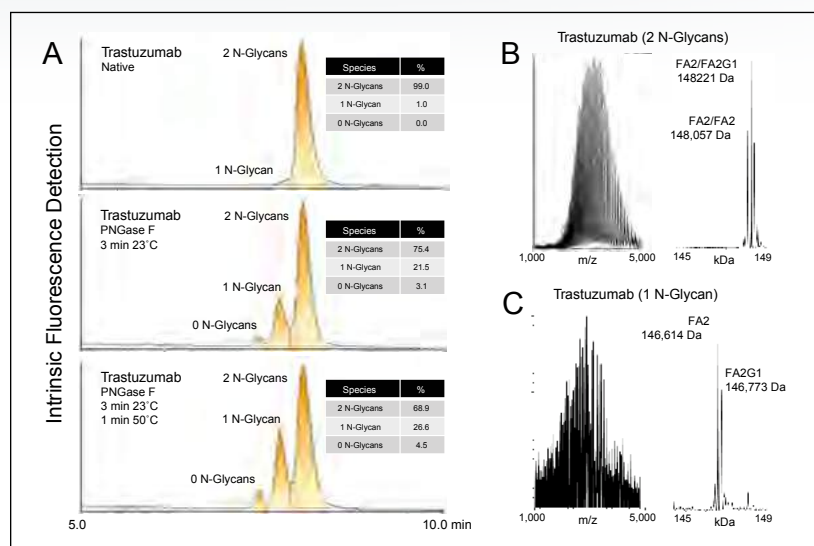 A
Intrinsic Fluorescence Detection
Trastuzumab
Native
2 N-Glycans
1 N-Glycan
Species %
2 N-Glycans 99.0
1 N-Glycan 1.0
0 N-Glycans 0.0
Trastuzumab
PNGase F
3 min 23˚C
2 N-Glycans
1 N-Glycan
0 N-Glycans
Species %
2 N-Glycans 75.4
1 N-Glycan 21.5
0 N-Glycans 3.1
Trastuzumab
PNGase F
3 min 23˚C
1 min 50˚C
2 N-Glycans
1 N-Glycan
0 N-Glycans
Species %
2 N-Glycans 68.9
1 N-Glycan 26.6
0 N-Glycans 4.5
5.0 10.0 min
B
Trastuzumab (2 N-Glycans)
FA2/FA2G1
148221 Da
FA2/FA2
148,057 Da
1,000 m/z 5,000
145 kDa 149
C
Trastuzumab (1 N-Glycan)
FA2
146,614 Da
FA2G1
146,773 Da
1,000 m/z 5,000
145 kDa 149